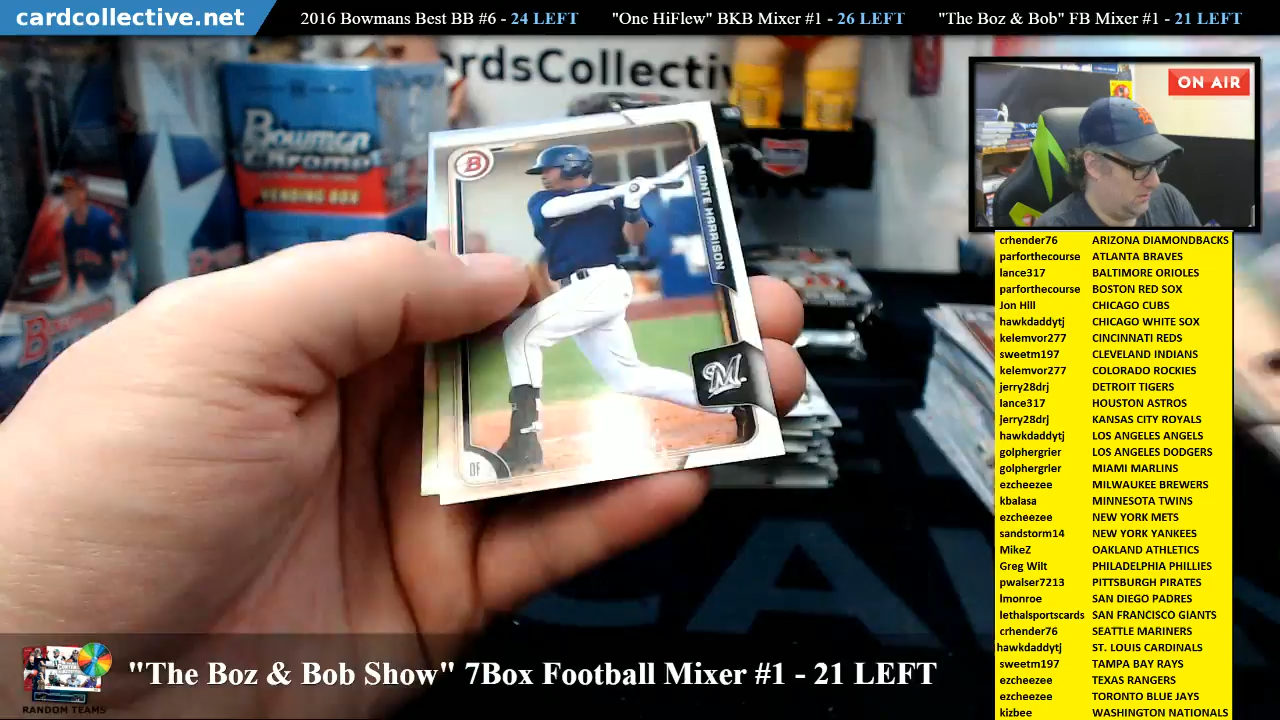 cardcollective.net
2016 Bowmans Best BB #6 - 24 LEFT "One HiFlew" BKB Mixer #1 - 26 LEFT "The Boz & Bob" FB Mixer #1 - 21 LEFT
ardsCollectiv
ON AIR
Bowman
Chrome
VENDING BOX
B
MONTE HARRISON
M
OF
crhender76 ARIZONA DIAMONDBACKS
parforthecourse ATLANTA BRAVES
lance317 BALTIMORE ORIOLES
parforthecourse BOSTON RED SOX
Jon Hill CHICAGO CUBS
hawkdaddytj CHICAGO WHITE SOX
kelemvor277 CINCINNATI REDS
sweetm197 CLEVELAND INDIANS
kelemvor277 COLORADO ROCKIES
jerry28drj DETROIT TIGERS
lance317 HOUSTON ASTROS
jerry28drj KANSAS CITY ROYALS
hawkdaddytj LOS ANGELES ANGELS
golphergrier LOS ANGELES DODGERS
golphergrier MIAMI MARLINS
ezcheezee MILWAUKEE BREWERS
kbalasa MINNESOTA TWINS
ezcheezee NEW YORK METS
sandstorm14 NEW YORK YANKEES
MikeZ OAKLAND ATHLETICS
Greg Wilt PHILADELPHIA PHILLIES
pwalser7213 PITTSBURGH PIRATES
lmonroe SAN DIEGO PADRES
lethalsportscards SAN FRANCISCO GIANTS
crhender76 SEATTLE MARINERS
hawkdaddytj ST. LOUIS CARDINALS
sweetm197 TAMPA BAY RAYS
ezcheezee TEXAS RANGERS
ezcheezee TORONTO BLUE JAYS
kizbee WASHINGTON NATIONALS
RANDOM TEAMS
"The Boz & Bob Show" 7Box Football Mixer #1 - 21 LEFT